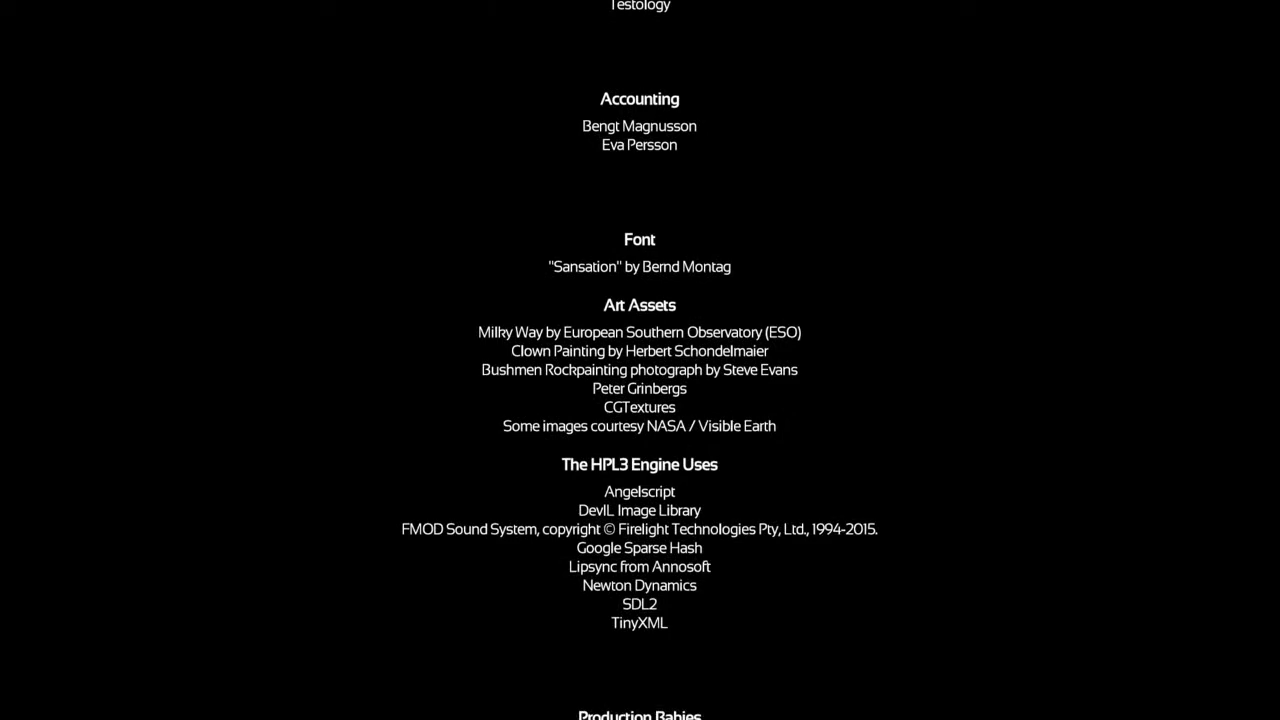 Testology
Accounting
Bengt Magnusson
Eva Persson
Font
"Sansation" by Bernd Montag
Art Assets
Milky Way by European Southern Observatory (ESO)
Clown Painting by Herbert Schondelmaier
Bushmen Rockpainting photograph by Steve Evans
Peter Grinbergs
CGTextures
Some images courtesy NASA / Visible Earth
The HPL3 Engine Uses
Angelscript
DevIL Image Library
FMOD Sound System, copyright © Firelight Technologies Pty, Ltd., 1994-2015.
Google Sparse Hash
Lipsync from Annosoft
Newton Dynamics
SDL2
TinyXML
Production Babies